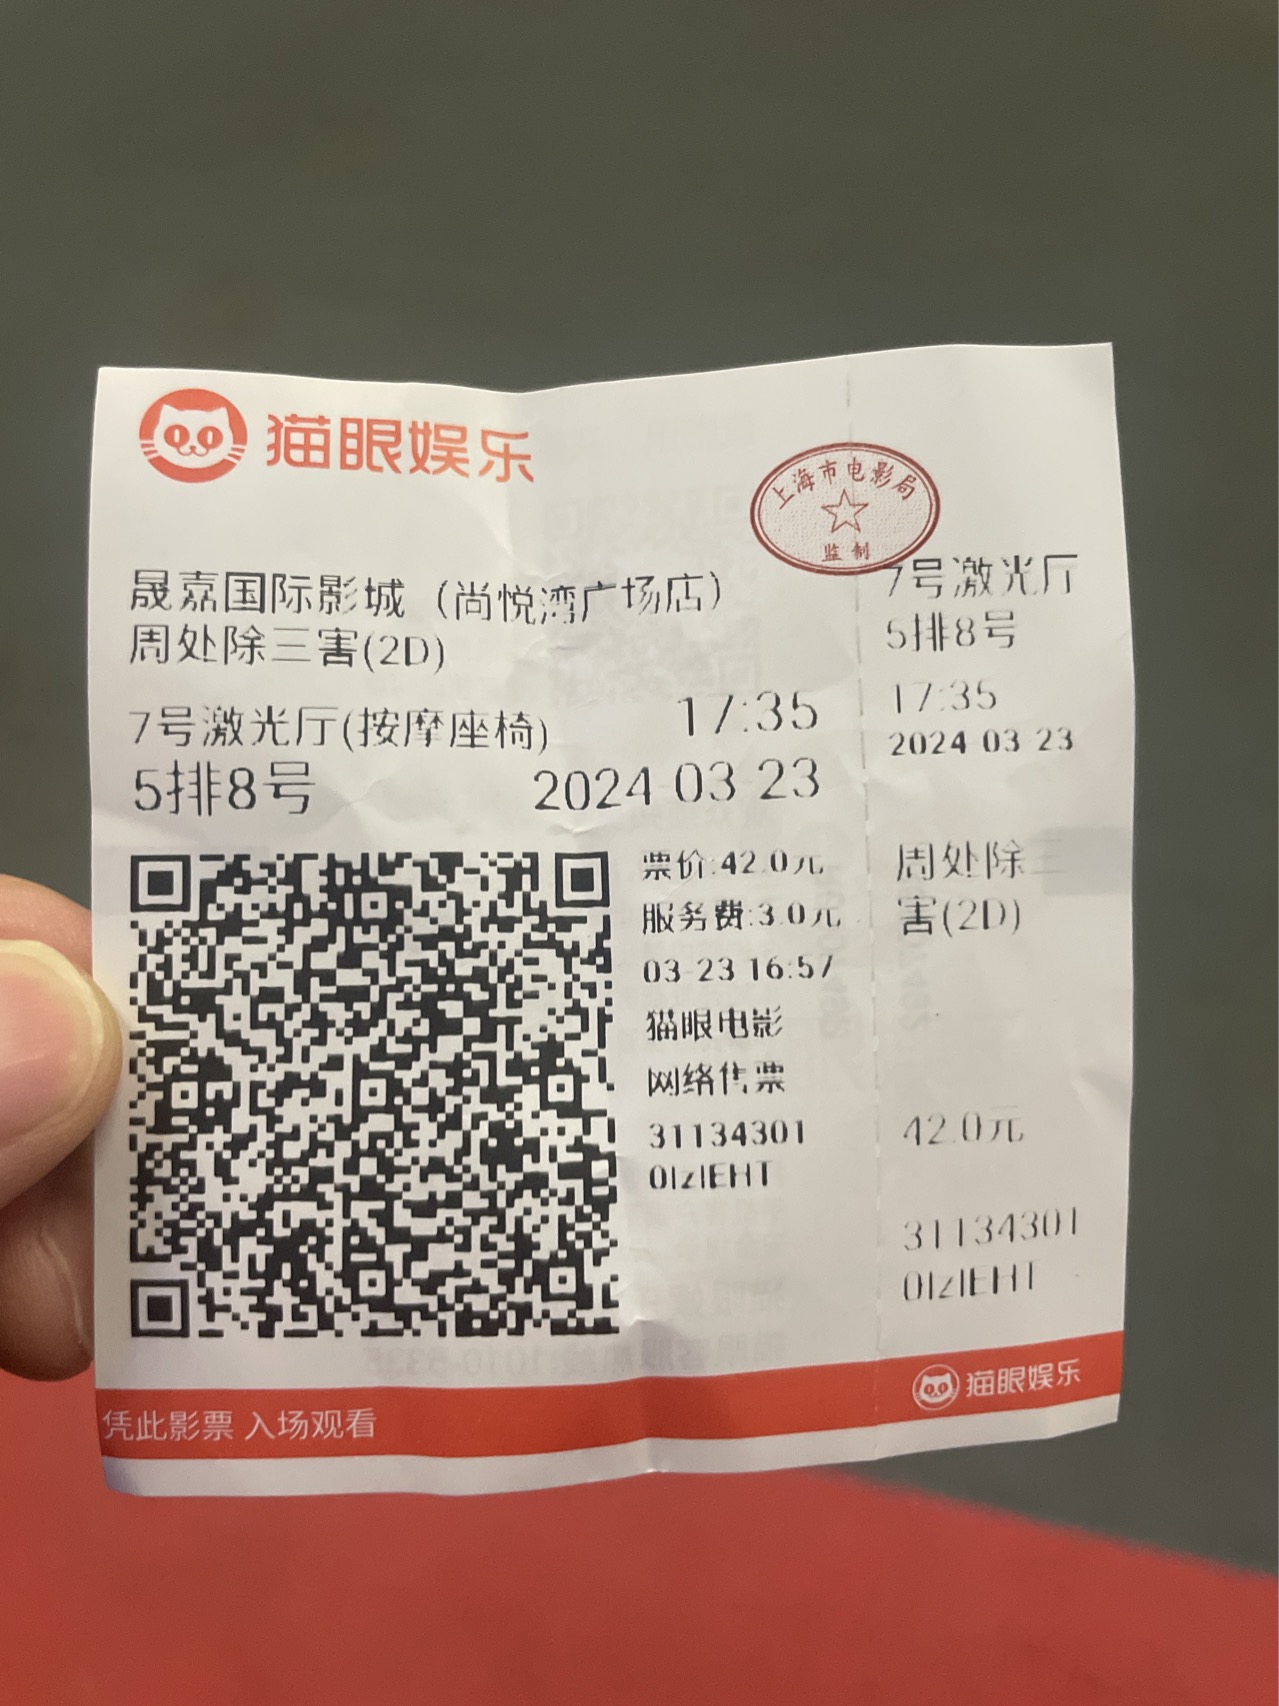 猫眼娱乐
上海市电影局
监制
晟嘉国际影城（尚悦湾广场店）
周处除三害(2D)
7号激光厅(按摩座椅)
17:35
5排8号
2024-03-23
票价:42.0元
服务费:3.0元
03-23 16:57
猫眼电影
网络售票
31134301
0IzIEHT
凭此影票 入场观看
7号激光厅
5排8号
17:35
2024-03-23
周处除三
害(2D)
42.0元
31134301
0IzIEHT
猫眼娱乐